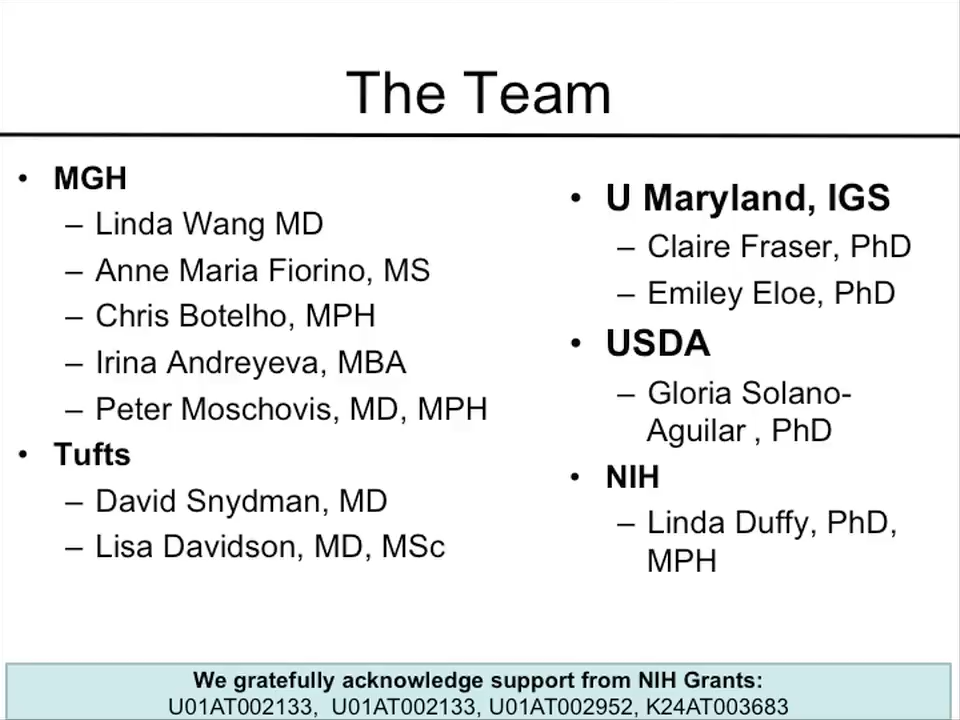 The Team
• MGH
– Linda Wang MD
– Anne Maria Fiorino, MS
– Chris Botelho, MPH
– Irina Andreyeva, MBA
– Peter Moschovis, MD, MPH
• Tufts
– David Snydman, MD
– Lisa Davidson, MD, MSc
• U Maryland, IGS
– Claire Fraser, PhD
– Emiley Eloe, PhD
• USDA
– Gloria Solano-
Aguilar , PhD
• NIH
– Linda Duffy, PhD,
MPH
We gratefully acknowledge support from NIH Grants:
U01AT002133, U01AT002133, U01AT002952, K24AT003683